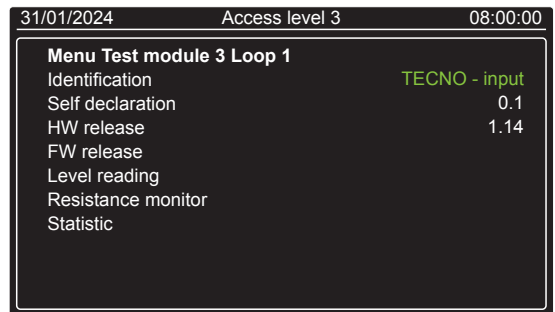 31/01/2024 Access level 3 08:00:00
Menu Test module 3 Loop 1
Identification TECNO - input
Self declaration 0.1
HW release 1.14
FW release
Level reading
Resistance monitor
Statistic